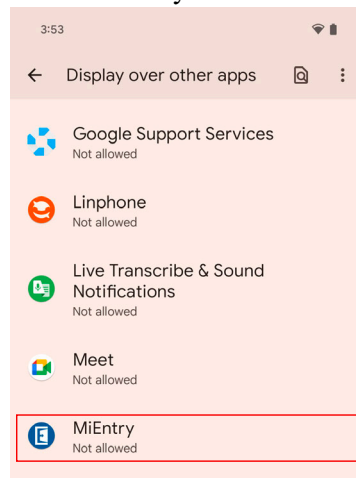 3:53
Display over other apps
Google Support Services
Not allowed
Linphone
Not allowed
Live Transcribe & Sound
Notifications
Not allowed
Meet
Not allowed
MiEntry
Not allowed